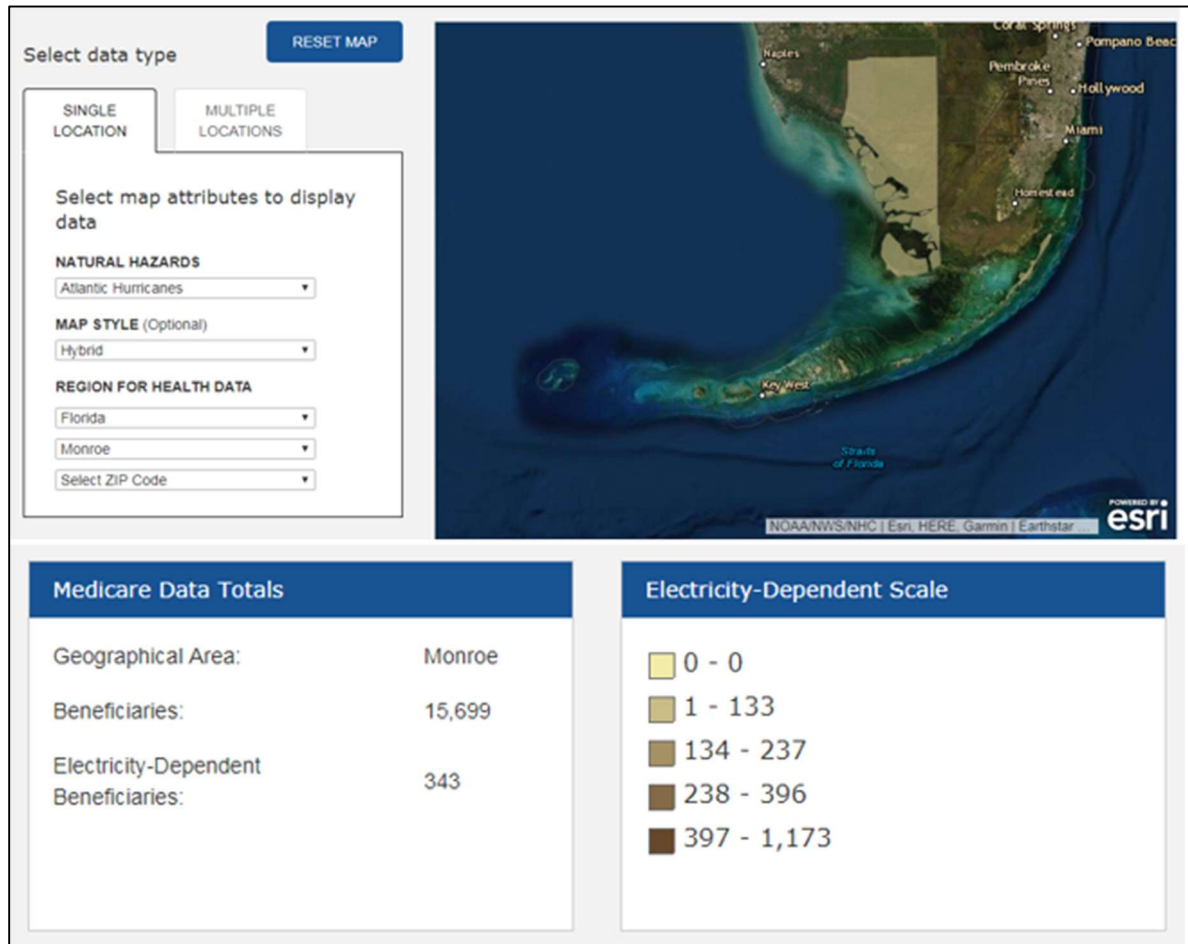 Select data type
RESET MAP
SINGLE
LOCATION
MULTIPLE
LOCATIONS
Select map attributes to display
data
NATURAL HAZARDS
Atlantic Hurricanes
MAP STYLE (Optional)
Hybrid
REGION FOR HEALTH DATA
Florida
Monroe
Select ZIP Code
Coral Springs
Pompano Beac
Naples
Pembroke
Pines
Hollywood
Miami
Homestead
Key West
Straits
of Florida
POWERED BY
esri
NOAA/NWS/NHC | Esri, HERE, Garmin | Earthstar ...
Medicare Data Totals
Geographical Area: Monroe
Beneficiaries: 15,699
Electricity-Dependent
Beneficiaries: 343
Electricity-Dependent Scale
0 - 0
1 - 133
134 - 237
238 - 396
397 - 1,173